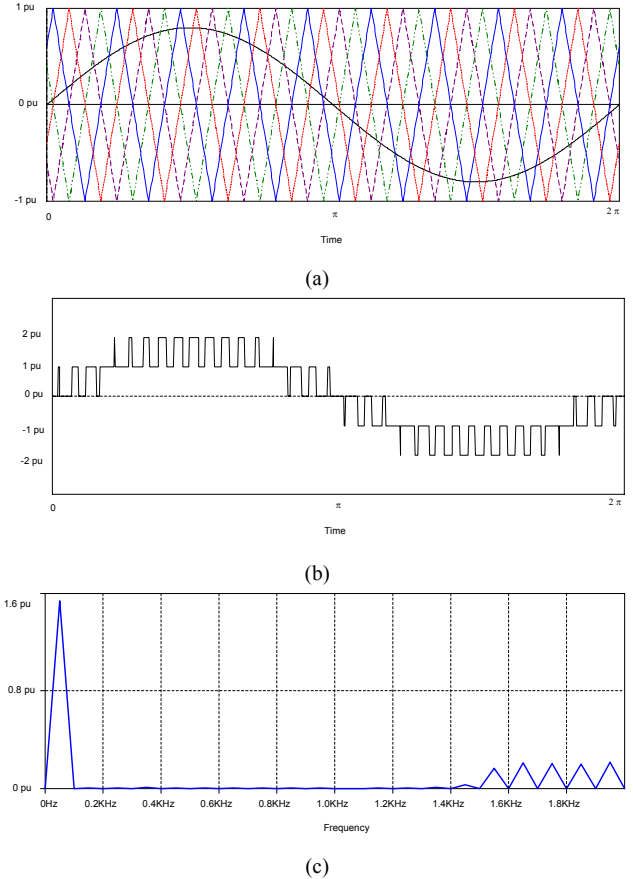 1 pu
0 pu
-1 pu
0 π 2 π
Time
(a)
2 pu
1 pu
0 pu
-1 pu
-2 pu
0 π 2 π
Time
(b)
1.6 pu
0.8 pu
0 pu
0Hz 0.2KHz 0.4KHz 0.6KHz 0.8KHz 1.0KHz 1.2KHz 1.4KHz 1.6KHz 1.8KHz
Frequency
(c)